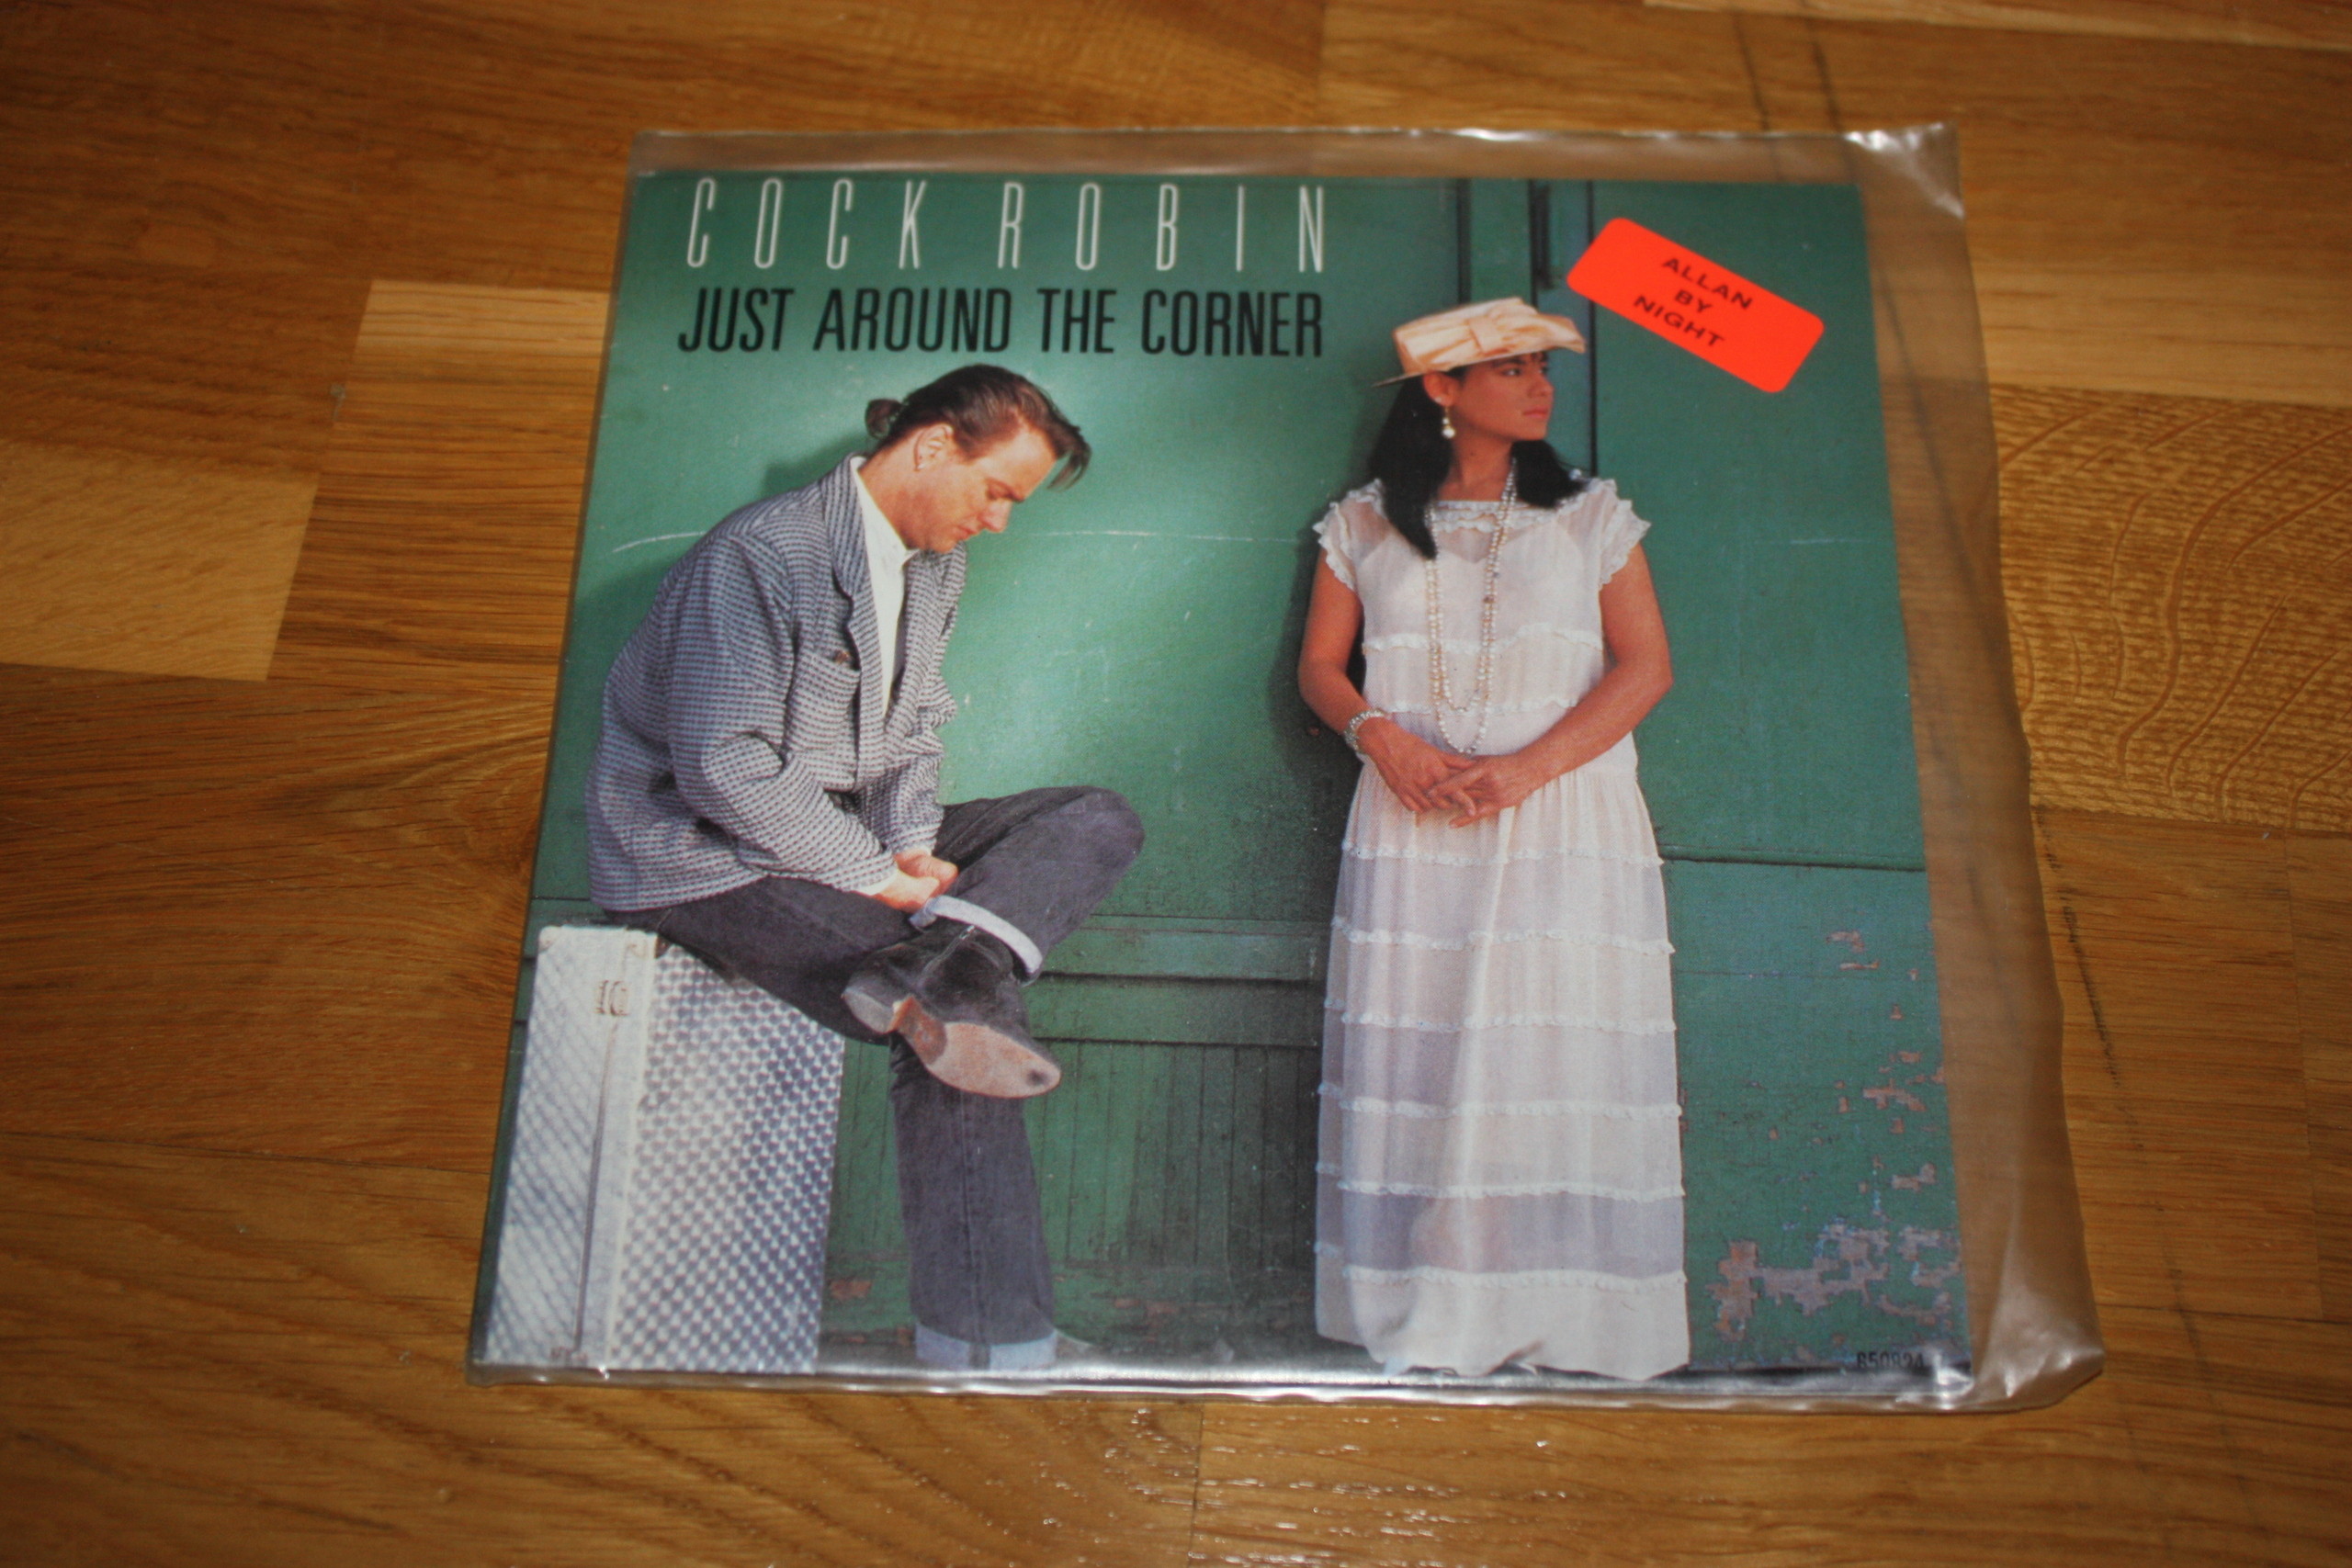 COCK ROBIN
JUST AROUND THE CORNER
ALLAN
BY
NIGHT